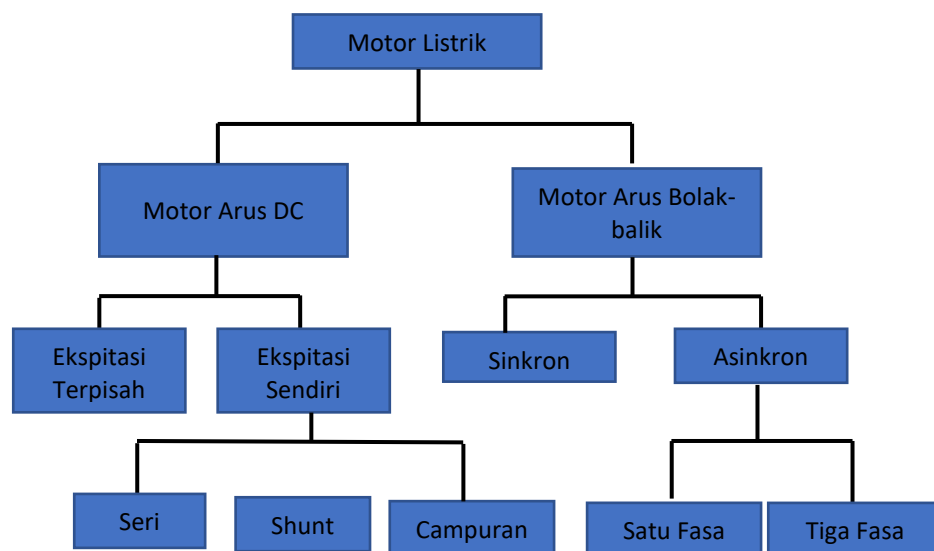 Motor Listrik
Motor Arus DC
Motor Arus Bolak-
balik
Ekspitasi
Terpisah
Ekspitasi
Sendiri
Sinkron
Asinkron
Seri
Shunt
Campuran
Satu Fasa
Tiga Fasa